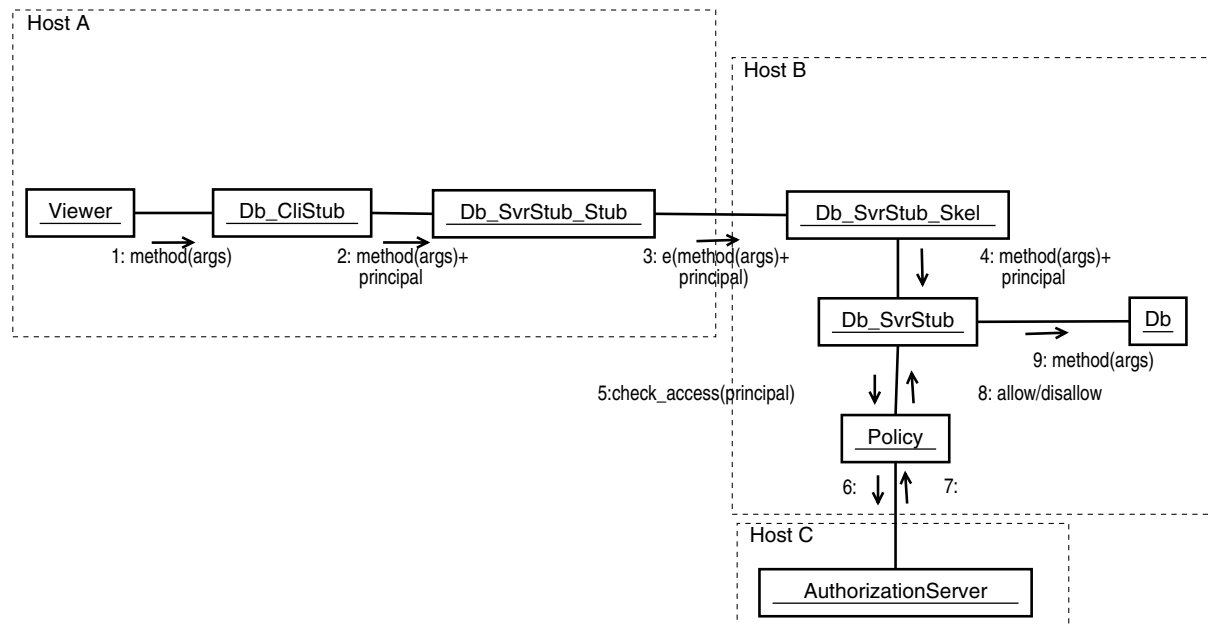 Host A
Host B
Viewer
Db_CliStub
Db_SvrStub_Stub
Db_SvrStub_Skel
1: method(args)
2: method(args)+
principal
3: e(method(args)+
principal)
4: method(args)+
principal
Db_SvrStub
Db
9: method(args)
5:check_access(principal)
8: allow/disallow
Policy
6:
7:
Host C
AuthorizationServer